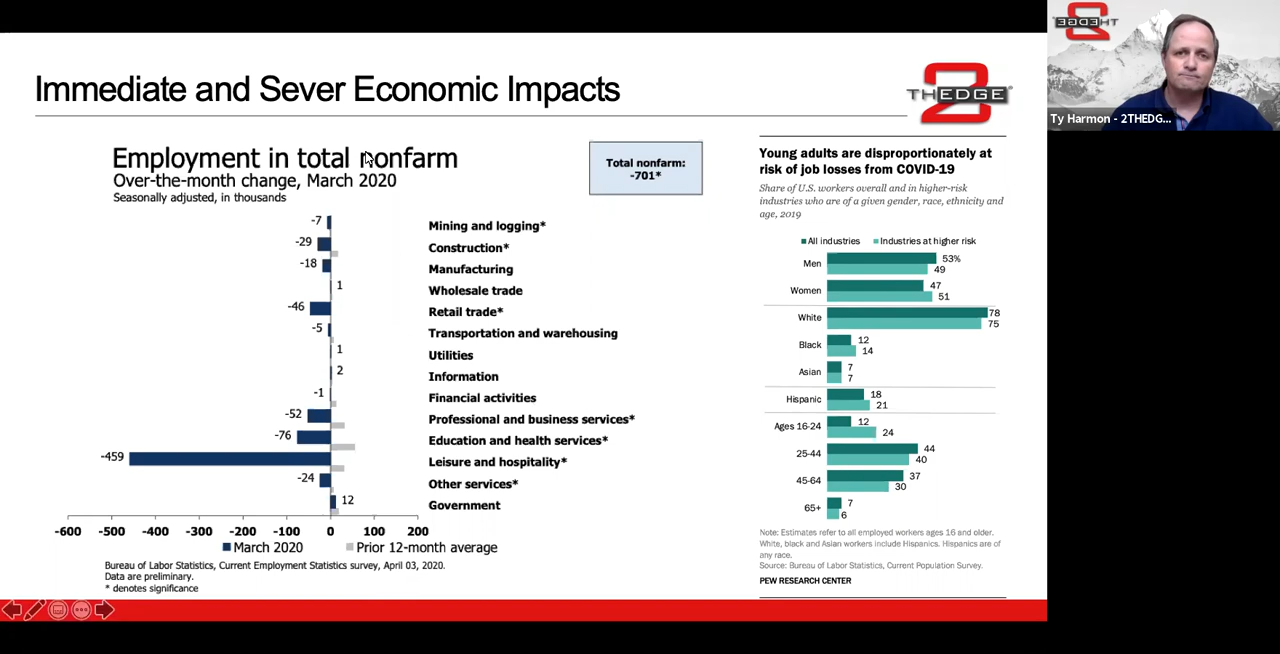 Immediate and Sever Economic Impacts
2
THEDGE
Employment in total nonfarm
Over-the-month change, March 2020
Seasonally adjusted, in thousands
Total nonfarm:
-701*
-7 Mining and logging*
-29 Construction*
-18 Manufacturing
1 Wholesale trade
-46 Retail trade*
-5 Transportation and warehousing
1 Utilities
2 Information
-1 Financial activities
-52 Professional and business services*
-76 Education and health services*
-459 Leisure and hospitality*
-24 Other services*
12 Government
-600 -500 -400 -300 -200 -100 0 100 200
March 2020 Prior 12-month average
Bureau of Labor Statistics, Current Employment Statistics survey, April 03, 2020.
Data are preliminary.
* denotes significance
Young adults are disproportionately at
risk of job losses from COVID-19
Share of U.S. workers overall and in higher-risk
industries who are of a given gender, race, ethnicity and
age, 2019
All industries Industries at higher risk
Men 53%
49
Women 47
51
White 78
75
Black 12
14
Asian 7
7
Hispanic 18
21
Ages 16-24 12
24
25-44 44
40
45-64 37
30
65+ 7
6
Note: Estimates refer to all employed workers ages 16 and older.
White, black and Asian workers include Hispanics. Hispanics are of
any race.
Source: Bureau of Labor Statistics, Current Population Survey.
PEW RESEARCH CENTER
2
THEDGE
Ty Harmon - 2THEDG...